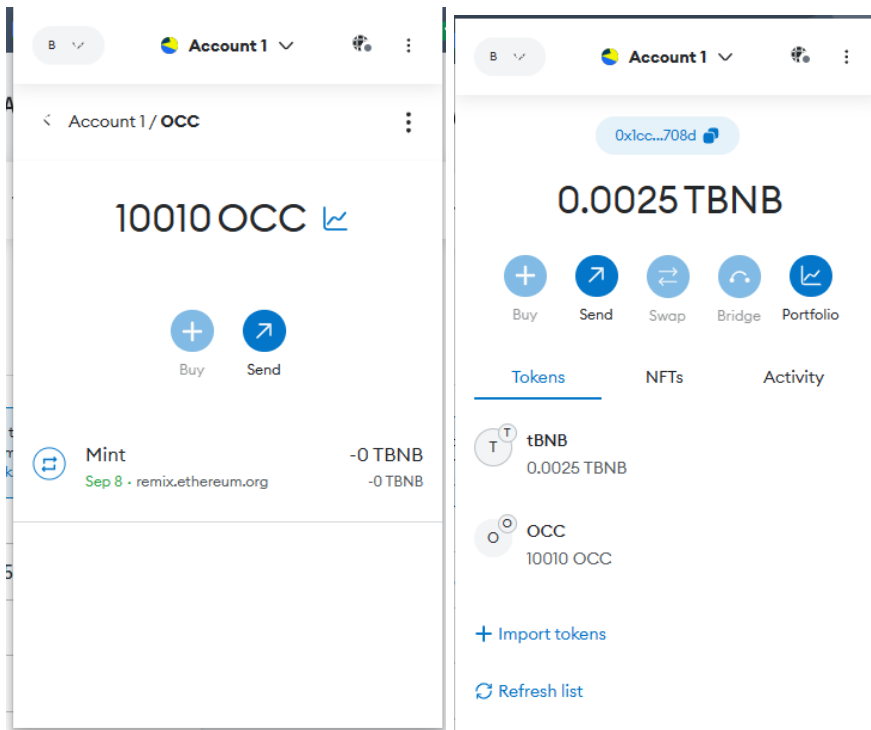 B
Account 1
Account 1 / OCC
10010 OCC
Buy
Send
Mint
-0 TBNB
Sep 8 · remix.ethereum.org
-0 TBNB
B
Account 1
0x1cc...708d
0.0025 TBNB
Buy
Send
Swap
Bridge
Portfolio
Tokens
NFTs
Activity
T
T
tBNB
0.0025 TBNB
O
O
OCC
10010 OCC
+ Import tokens
Refresh list